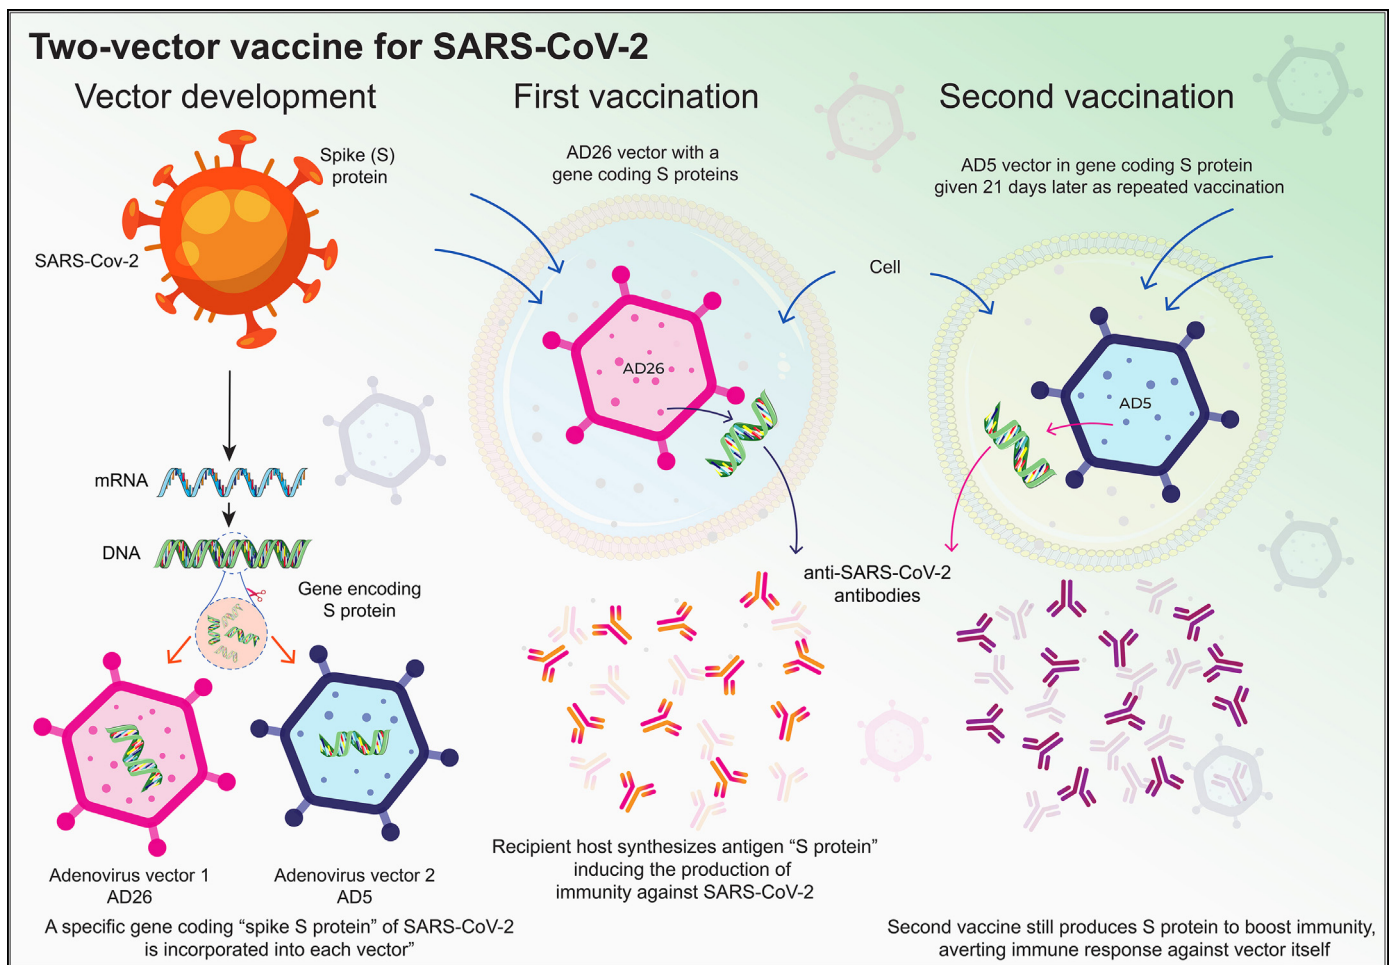 Two-vector vaccine for SARS-CoV-2
Vector development
Spike (S)
protein
SARS-Cov-2
mRNA
DNA
Gene encoding
S protein
Adenovirus vector 1
AD26
Adenovirus vector 2
AD5
A specific gene coding “spike S protein” of SARS-CoV-2
is incorporated into each vector”
First vaccination
AD26 vector with a
gene coding S proteins
Cell
AD26
anti-SARS-CoV-2
antibodies
Recipient host synthesizes antigen “S protein”
inducing the production of
immunity against SARS-CoV-2
Second vaccination
AD5 vector in gene coding S protein
given 21 days later as repeated vaccination
AD5
Second vaccine still produces S protein to boost immunity,
averting immune response against vector itself